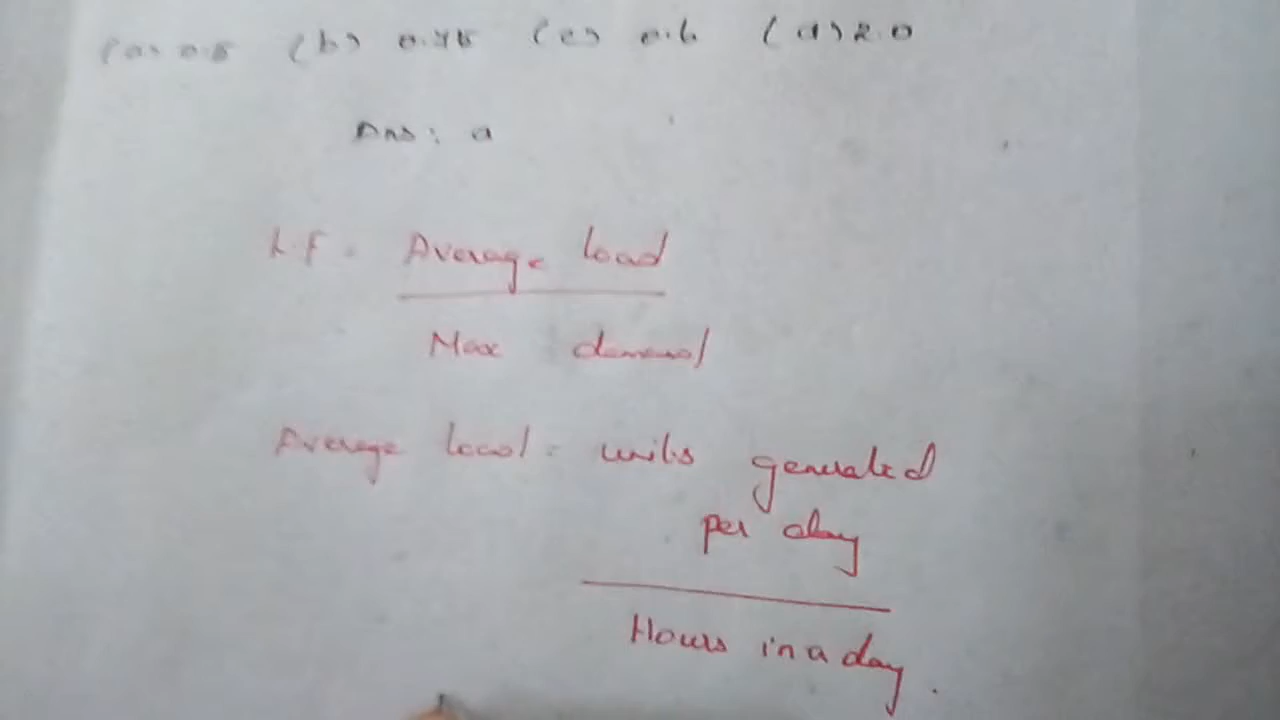 (a) 0.5 (b) 0.45 (c) 0.6 (d) 2.0
Ans: a
L.F = Average load
Max demand
Average load = units generated
per day
Hours in a day.